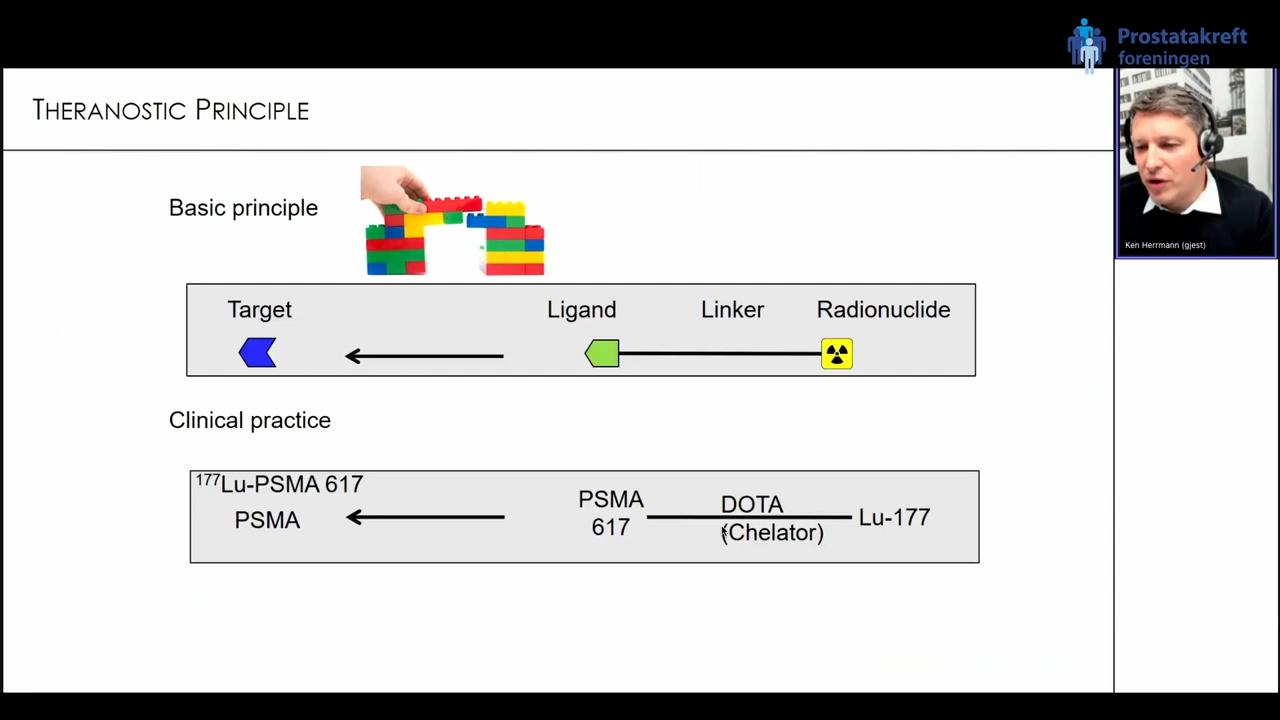 Prostatakreft
foreningen
THERANOSTIC PRINCIPLE
Ken Herrmann (gjest)
Basic principle
Target Ligand Linker Radionuclide
Clinical practice
¹⁷⁷Lu-PSMA 617
PSMA
PSMA
617
DOTA
(Chelator)
Lu-177